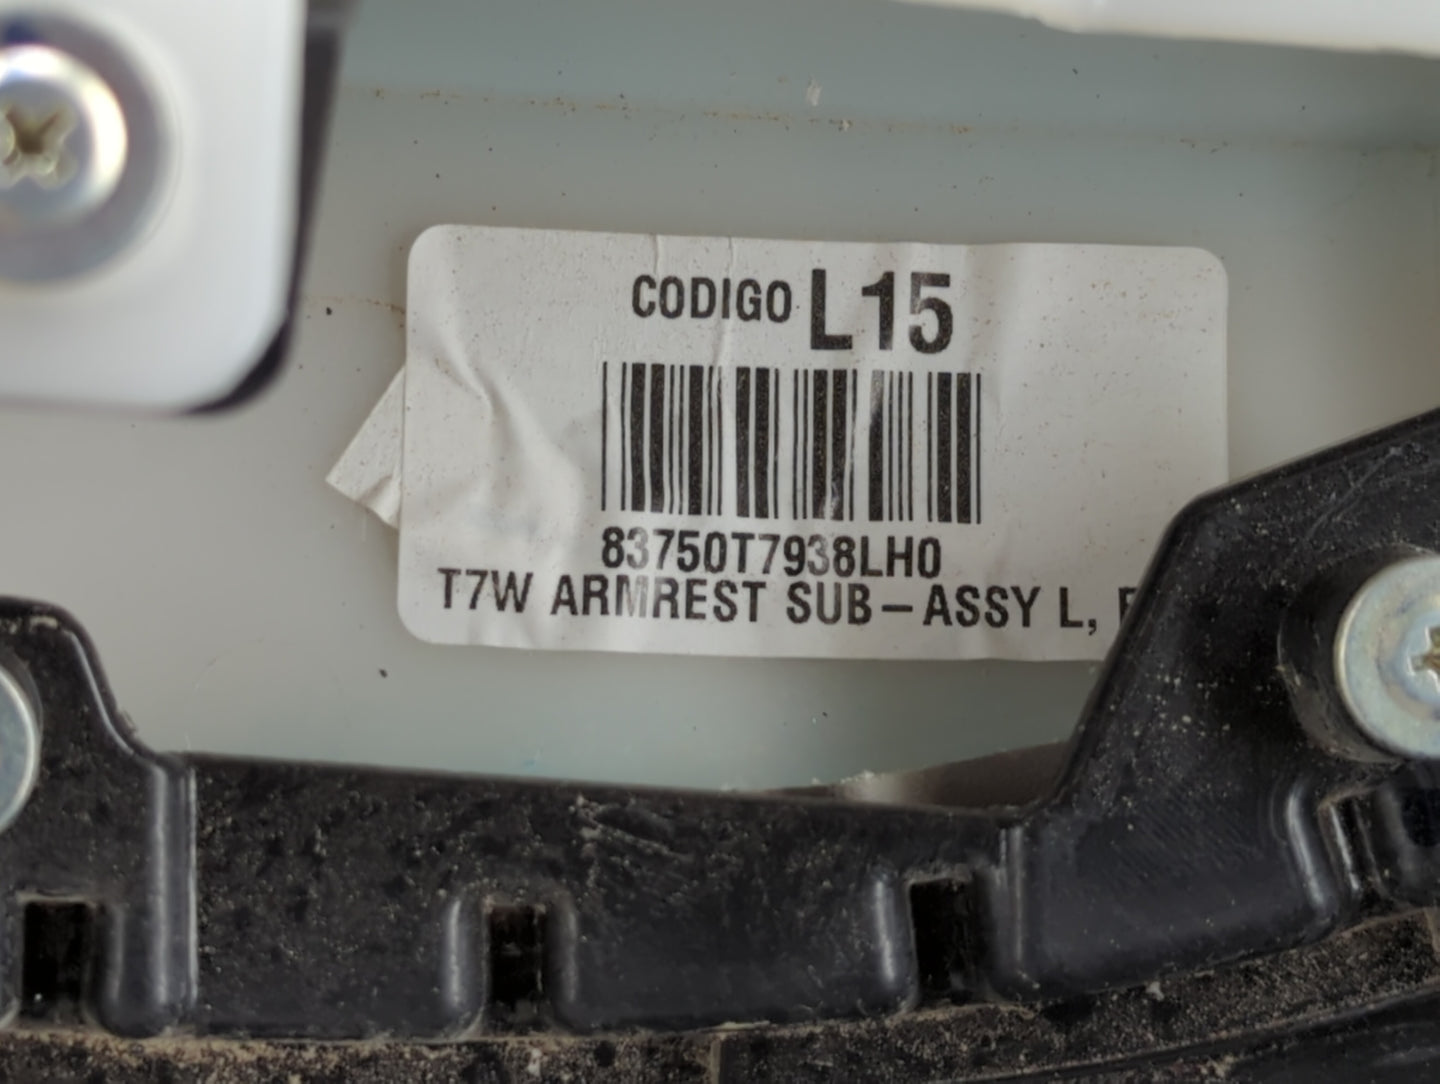 CODIGO L15
83750T7938LH0
T7W ARMREST SUB-ASSY L,